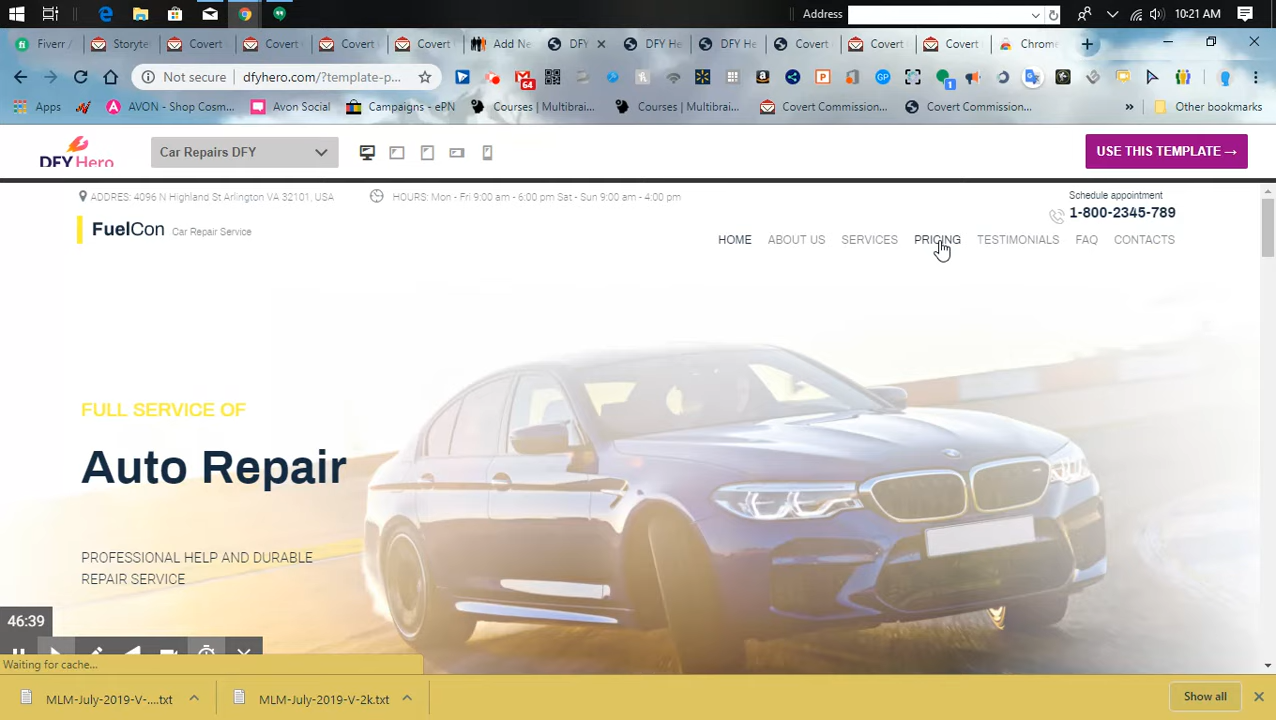 Address
10:21 AM
Fiverr /
Storyte
Covert
Covert
Covert
Covert
Add Ne
DFY
DFY He
DFY He
Covert
Covert
Covert
Chrome
Not secure
dfyhero.com/?template-p...
64
GP
1
Apps
AVON - Shop Cosm...
Avon Social
Campaigns - ePN
Courses | Multibrai...
Courses | Multibrai...
Covert Commission...
Covert Commission...
»
Other bookmarks
DFY Hero
Car Repairs DFY
USE THIS TEMPLATE →
ADDRES: 4096 N Highland St Arlington VA 32101, USA
HOURS: Mon - Fri 9:00 am - 6:00 pm Sat - Sun 9:00 am - 4:00 pm
Schedule appointment
1-800-2345-789
FuelCon Car Repair Service
HOME ABOUT US SERVICES PRICING TESTIMONIALS FAQ CONTACTS
FULL SERVICE OF
Auto Repair
PROFESSIONAL HELP AND DURABLE
REPAIR SERVICE
46:39
Waiting for cache...
MLM-July-2019-V-....txt
MLM-July-2019-V-2k.txt
Show all